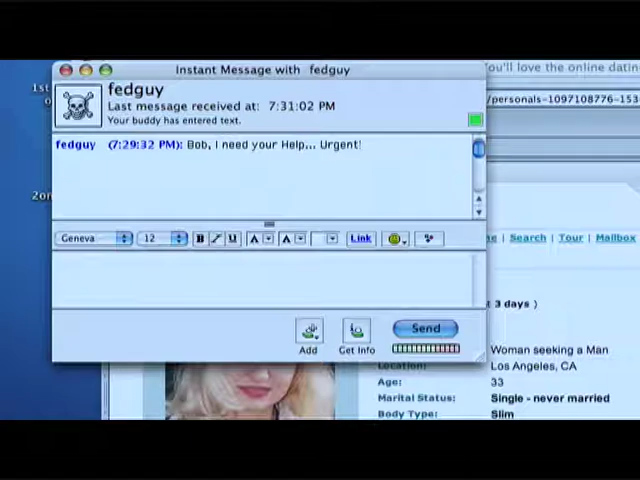 Instant Message with fedguy
You'll love the online datin
1st
fedguy
Last message received at: 7:31:02 PM
Your buddy has entered text.
/personals-1097108776-153
fedguy (7:29:32 PM): Bob, I need your Help... Urgent!
Geneva 12 B I U A A Link
Search | Tour | Mailbox
t 3 days )
Send
Add Get Info
Woman seeking a Man
Location: Los Angeles, CA
Age: 33
Marital Status: Single - never married
Body Type: Slim